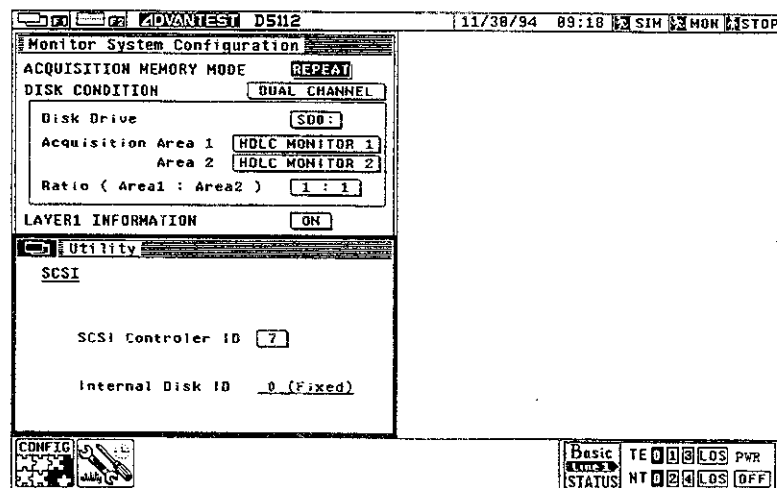 F1 F2 ADVANTEST D5112 11/30/94 09:18 SIM MON STOP
Monitor System Configuration
ACQUISITION MEMORY MODE REPEAT
DISK CONDITION DUAL CHANNEL
Disk Drive SD0:
Acquisition Area 1 HDLC MONITOR 1
Area 2 HDLC MONITOR 2
Ratio ( Area1 : Area2 ) 1 : 1
LAYER1 INFORMATION ON
Utility
SCSI
SCSI Controler ID 7
Internal Disk ID 0 (Fixed)
CONFIG
Basic TE 0 1 3 LOS PWR
Line1
STATUS NT 0 2 4 LOS OFF